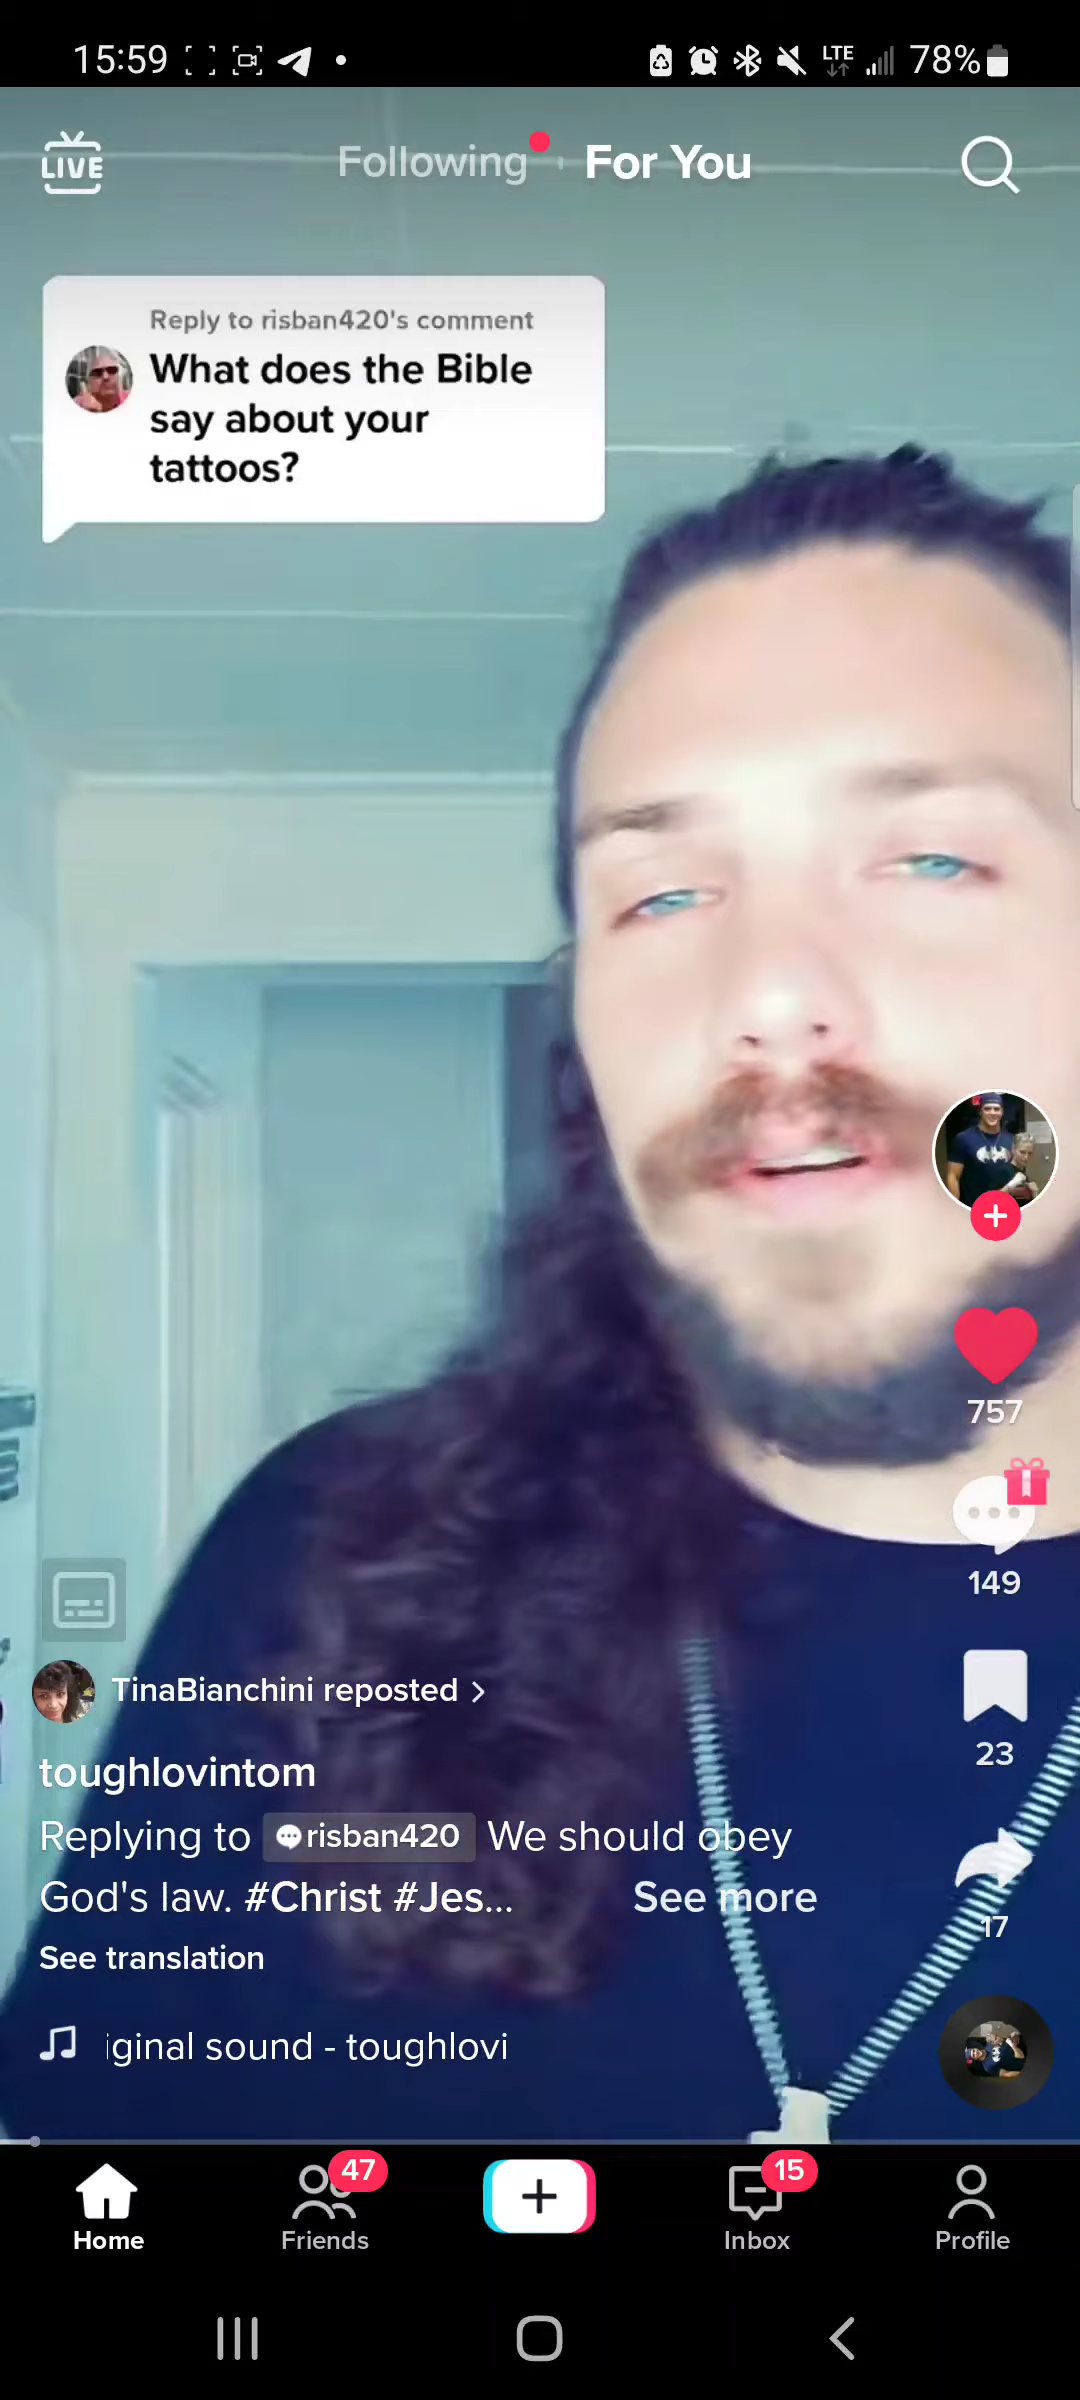 15:59
LTE
78%
LIVE
Following
For You
Reply to risban420's comment
What does the Bible
say about your
tattoos?
757
149
23
17
TinaBianchini reposted
toughlovintom
Replying to risban420 We should obey
God's law. #Christ #Jes... See more
See translation
iginal sound - toughlovi
47
15
Home
Friends
Inbox
Profile